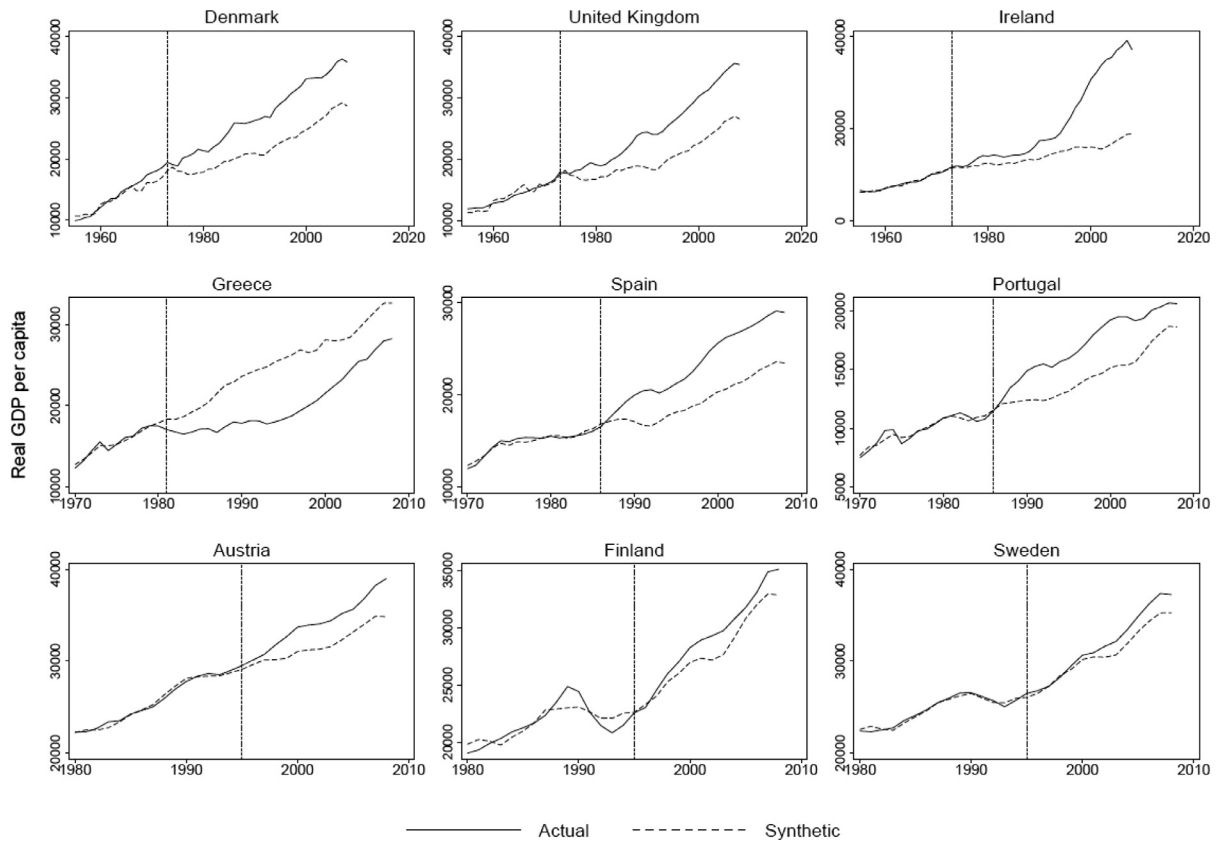 Denmark
United Kingdom
Ireland
10000 20000 30000 40000
1960 1980 2000 2020
10000 20000 30000 40000
1960 1980 2000 2020
0 20000 40000
1960 1980 2000 2020
Greece
Spain
Portugal
Real GDP per capita
10000 20000 30000
1970 1980 1990 2000 2010
10000 20000 30000
1970 1980 1990 2000 2010
5000 10000 15000 20000
1970 1980 1990 2000 2010
Austria
Finland
Sweden
20000 30000 40000
1980 1990 2000 2010
20000 25000 30000 35000
1980 1990 2000 2010
20000 30000 40000
1980 1990 2000 2010
Actual Synthetic